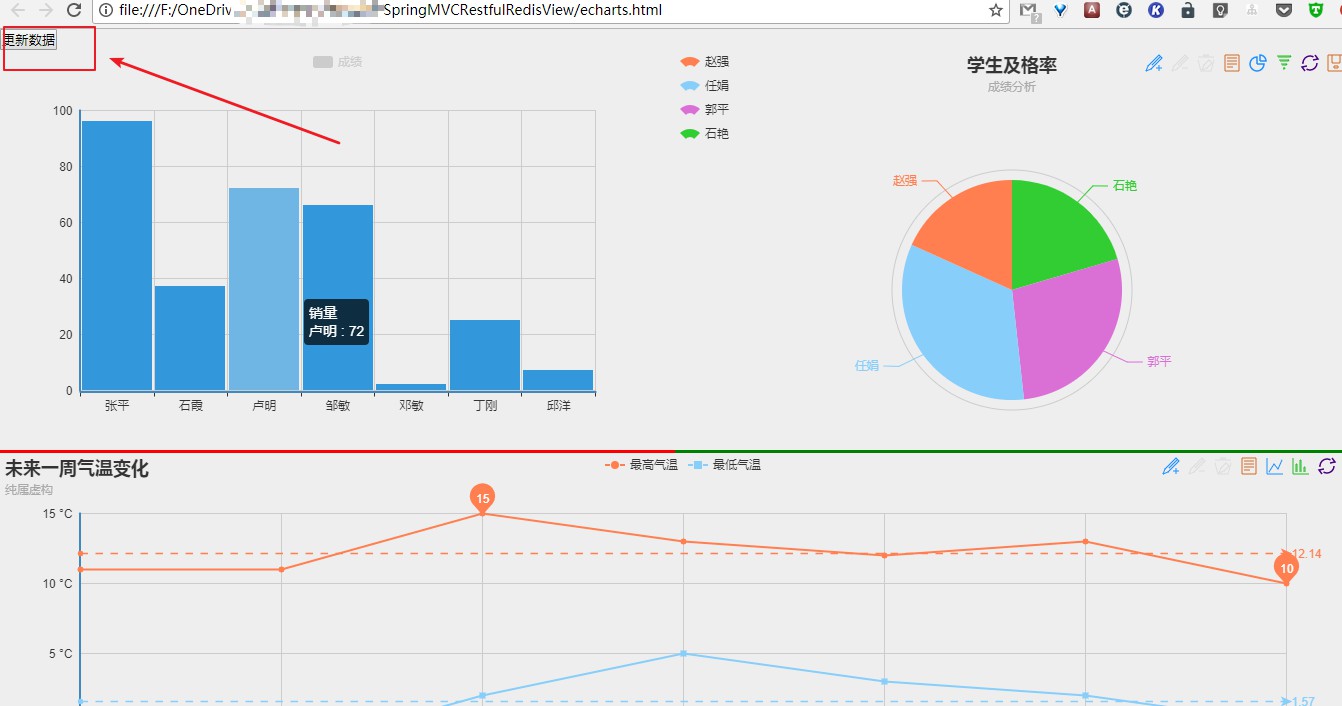 file:///F:/OneDriv SpringMVCRestfulRedisView/echarts.html
更新数据
成绩
100
80
60
40
20
0
销量
卢明 : 72
张平 石霞 卢明 邹敏 邓敏 丁刚 邱洋
赵强
任娟
郭平
石艳
学生及格率
成绩分析
赵强
石艳
任娟
郭平
未来一周气温变化
纯属虚构
最高气温 最低气温
15 °C
10 °C
5 °C
15
12.14
10
1.57